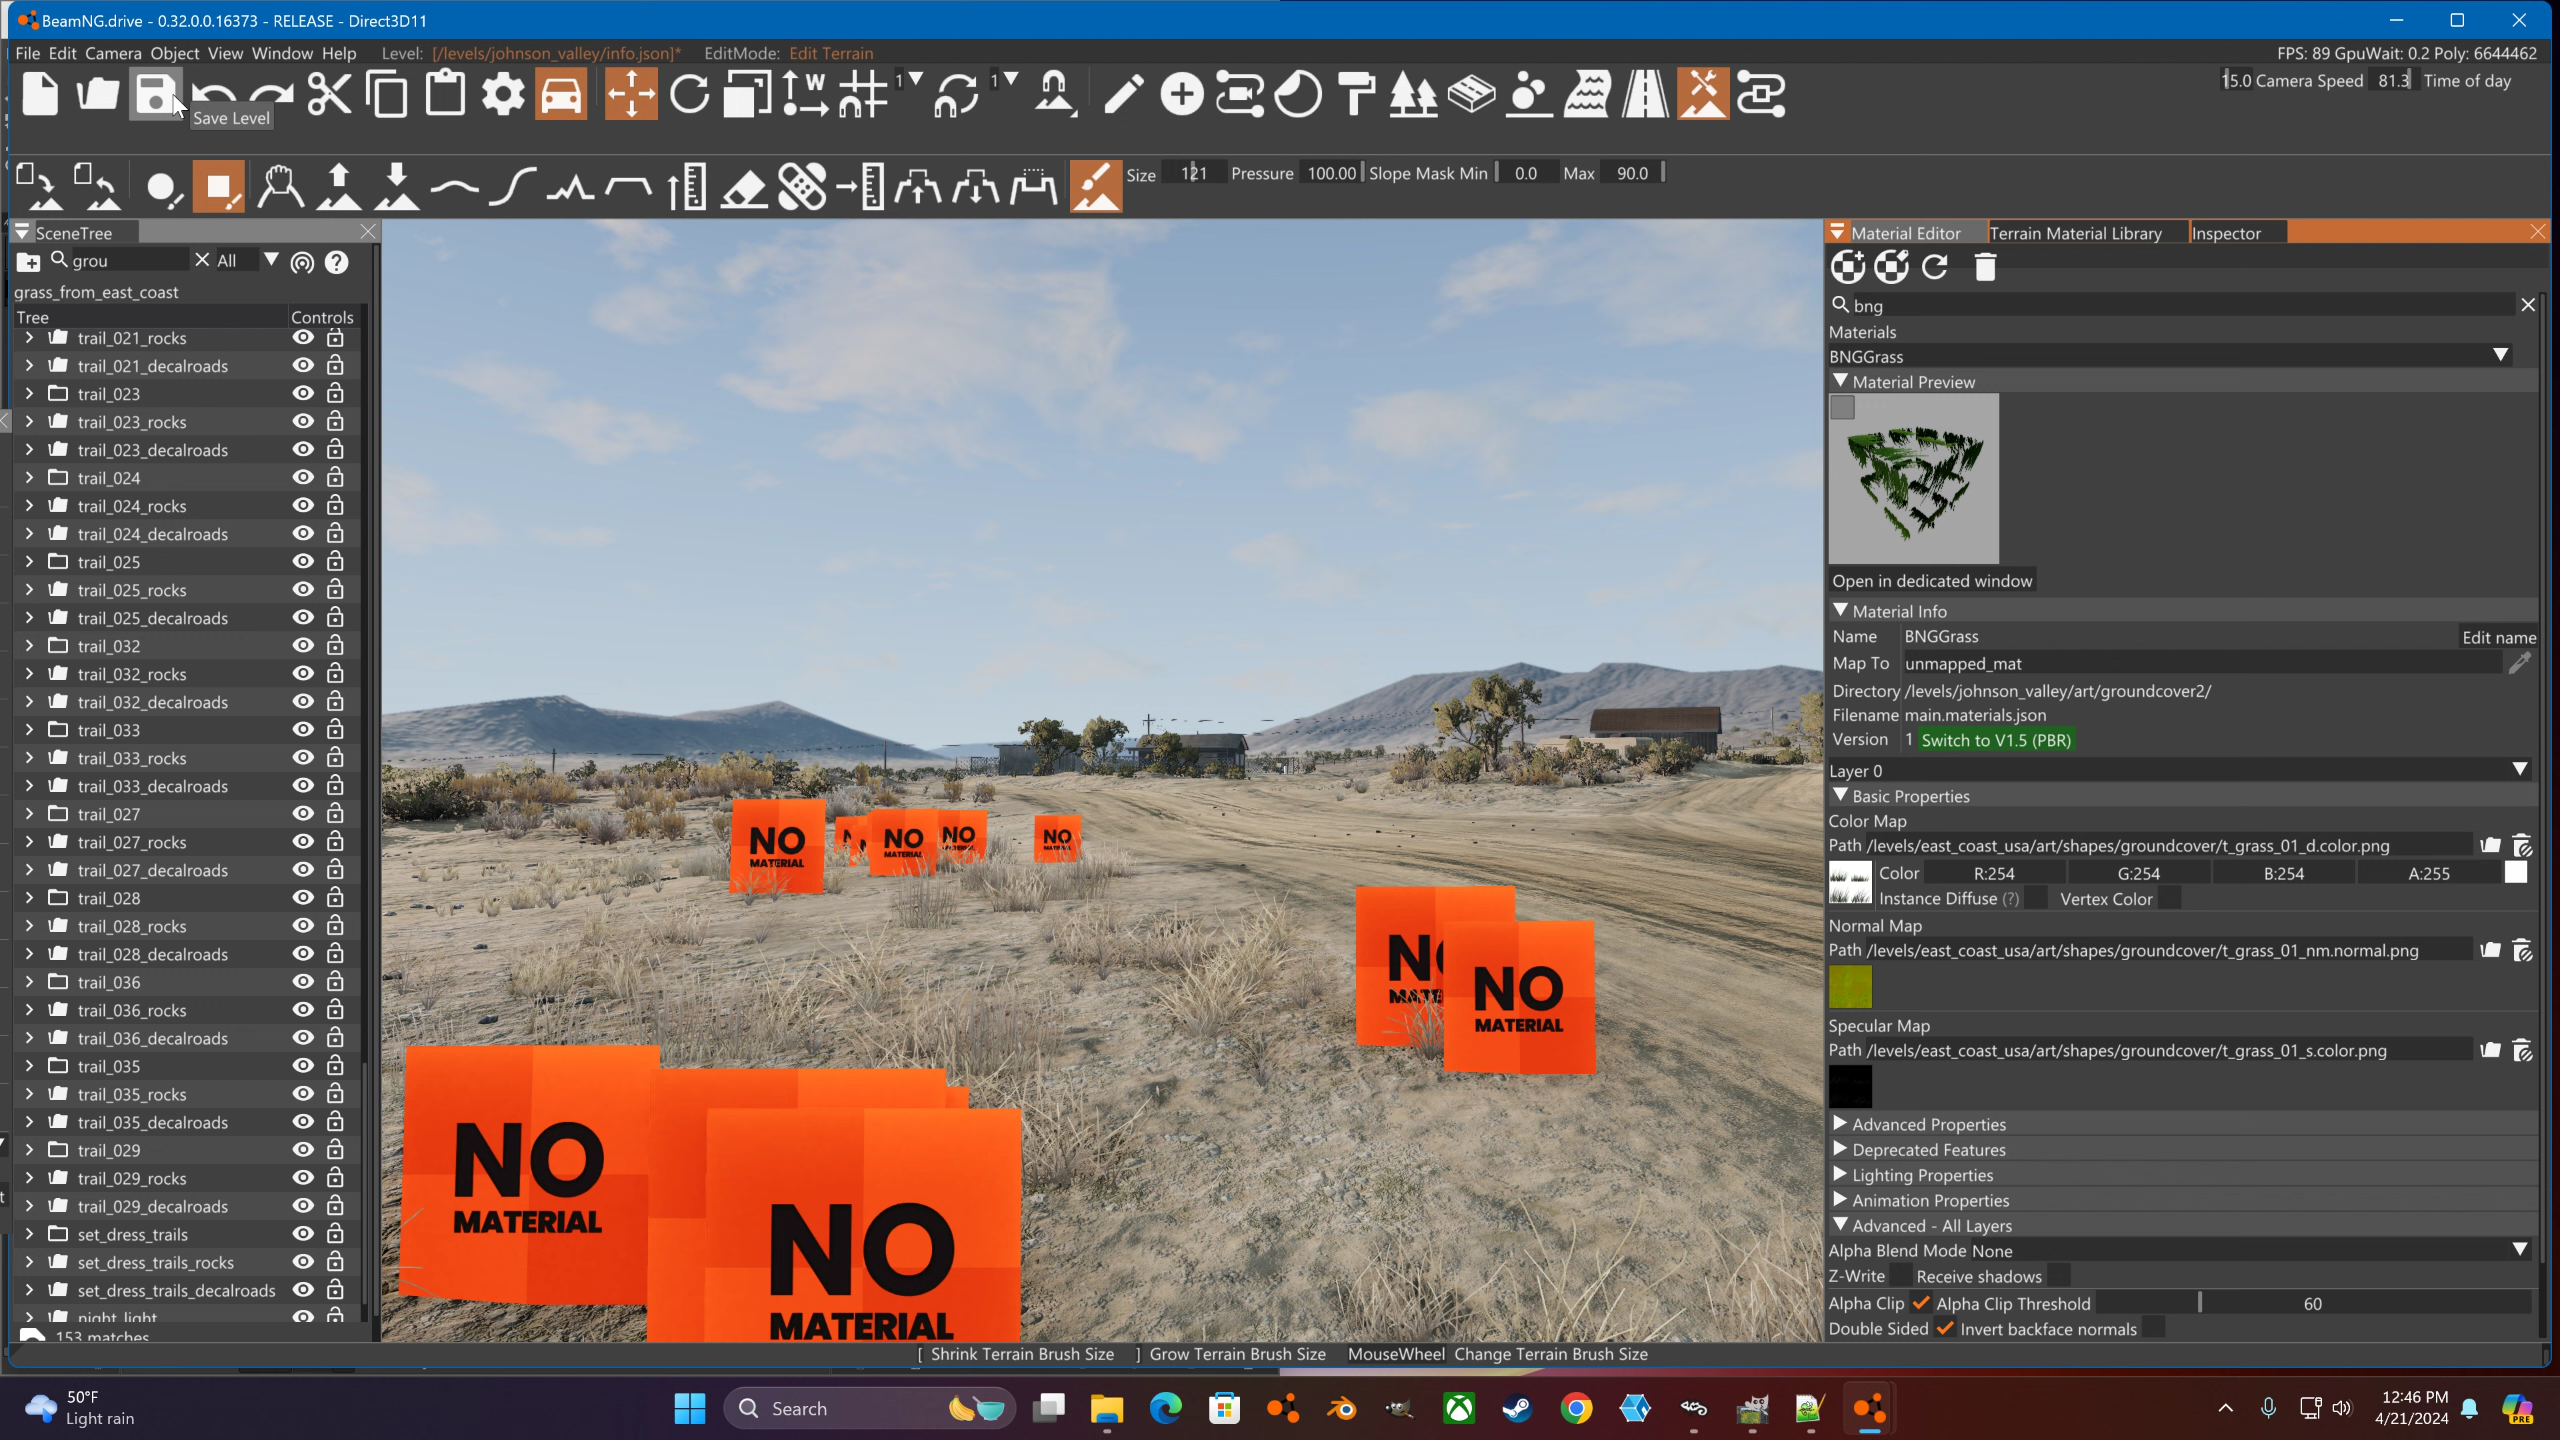 BeamNG.drive - 0.32.0.0.16373 - RELEASE - Direct3D11
File Edit Camera Object View Window Help Level: [/levels/johnson_valley/info.json]* EditMode: Edit Terrain FPS: 89 GpuWait: 0.2 Poly: 6644462
W 1 1 15.0 Camera Speed 81.3 Time of day
Save Level
Size 121 Pressure 100.00 Slope Mask Min 0.0 Max 90.0
SceneTree
grou All
grass_from_east_coast
Tree Controls
trail_021_rocks
trail_021_decalroads
trail_023
trail_023_rocks
trail_023_decalroads
trail_024
trail_024_rocks
trail_024_decalroads
trail_025
trail_025_rocks
trail_025_decalroads
trail_032
trail_032_rocks
trail_032_decalroads
trail_033
trail_033_rocks
trail_033_decalroads
trail_027
trail_027_rocks
trail_027_decalroads
trail_028
trail_028_rocks
trail_028_decalroads
trail_036
trail_036_rocks
trail_036_decalroads
trail_035
trail_035_rocks
trail_035_decalroads
trail_029
trail_029_rocks
trail_029_decalroads
set_dress_trails
set_dress_trails_rocks
set_dress_trails_decalroads
night_light
153 matches
NO
MATERIAL
NO
MATERIAL
NO
MATERIAL
NO
MATERIAL
NO
MATERIAL
NO
MATERIAL
NO
MATERIAL
Material Editor Terrain Material Library Inspector
bng
Materials
BNGGrass
Material Preview
Open in dedicated window
Material Info
Name BNGGrass Edit name
Map To unmapped_mat
Directory /levels/johnson_valley/art/groundcover2/
Filename main.materials.json
Version 1 Switch to V1.5 (PBR)
Layer 0
Basic Properties
Color Map
Path /levels/east_coast_usa/art/shapes/groundcover/t_grass_01_d.color.png
Color R:254 G:254 B:254 A:255
Instance Diffuse (?) Vertex Color
Normal Map
Path /levels/east_coast_usa/art/shapes/groundcover/t_grass_01_nm.normal.png
Specular Map
Path /levels/east_coast_usa/art/shapes/groundcover/t_grass_01_s.color.png
Advanced Properties
Deprecated Features
Lighting Properties
Animation Properties
Advanced - All Layers
Alpha Blend Mode None
Z-Write Receive shadows
Alpha Clip Alpha Clip Threshold 60
Double Sided Invert backface normals
[ Shrink Terrain Brush Size ] Grow Terrain Brush Size MouseWheel Change Terrain Brush Size
50°F
Light rain
Search
12:46 PM
4/21/2024
PRE